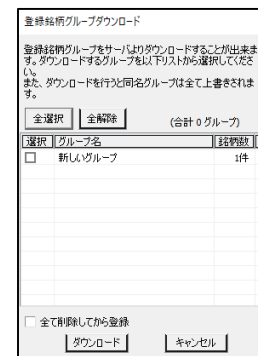 登録銘柄グループダウンロード
登録銘柄グループをサーバよりダウンロードすることが出来ま
す。ダウンロードするグループを以下リストから選択してくださ
い。
また、ダウンロードを行うと同名グループは全て上書きされま
す。
全選択 全解除 (合計 0 グループ)
選択 グループ名 銘柄数
新しいグループ 1件
全て削除してから登録
ダウンロード キャンセル